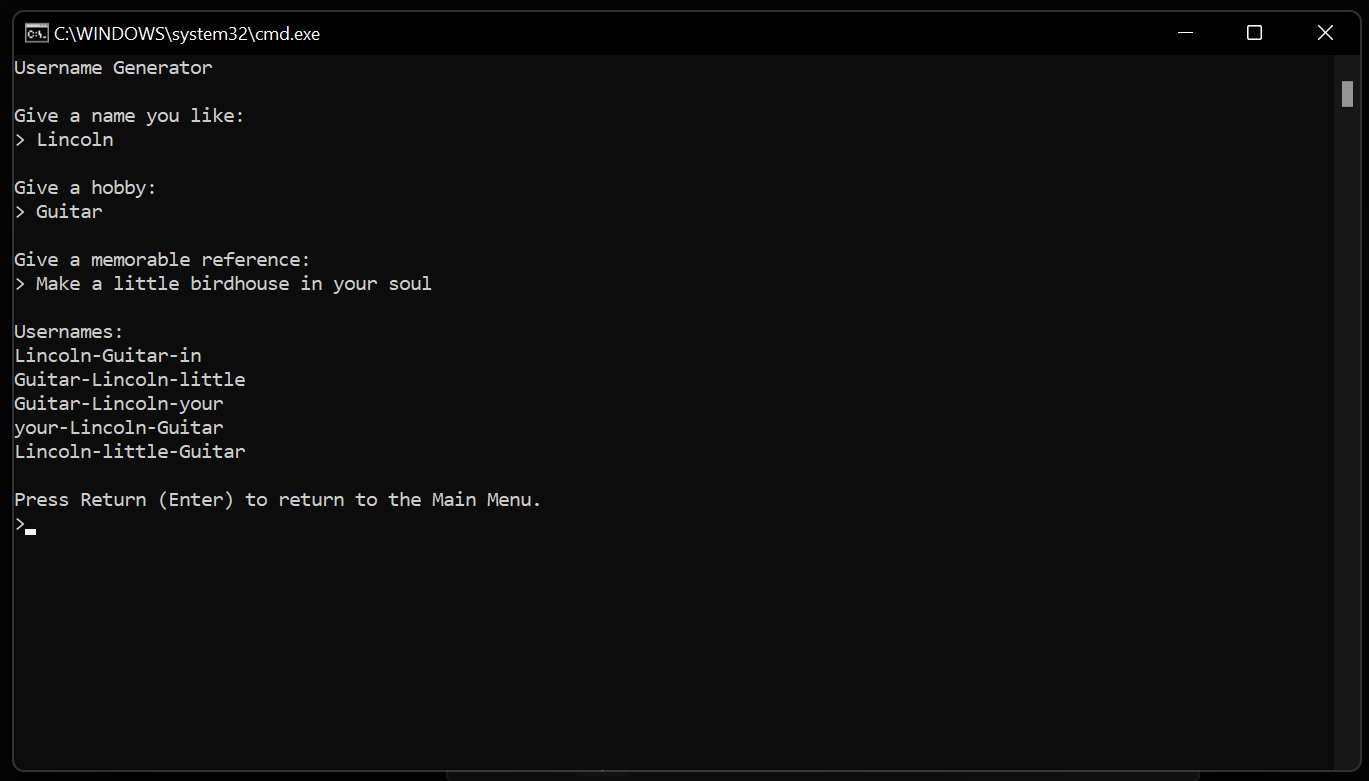 C:\WINDOWS\system32\cmd.exe
Username Generator
Give a name you like:
> Lincoln
Give a hobby:
> Guitar
Give a memorable reference:
> Make a little birdhouse in your soul
Usernames:
Lincoln-Guitar-in
Guitar-Lincoln-little
Guitar-Lincoln-your
your-Lincoln-Guitar
Lincoln-little-Guitar
Press Return (Enter) to return to the Main Menu.
>